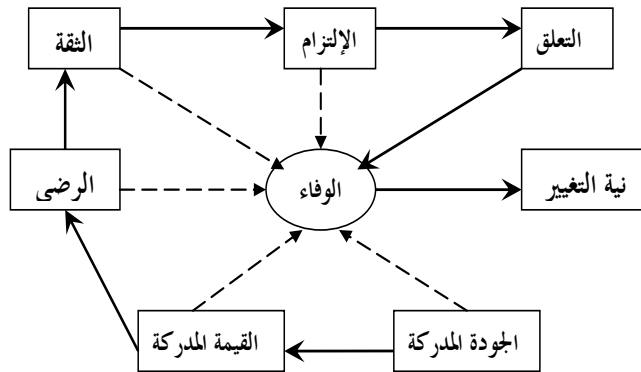 التعلق
الإلتزام
الثقة
نية التغيير
الوفاء
الرضى
الجودة المدركة
القيمة المدركة